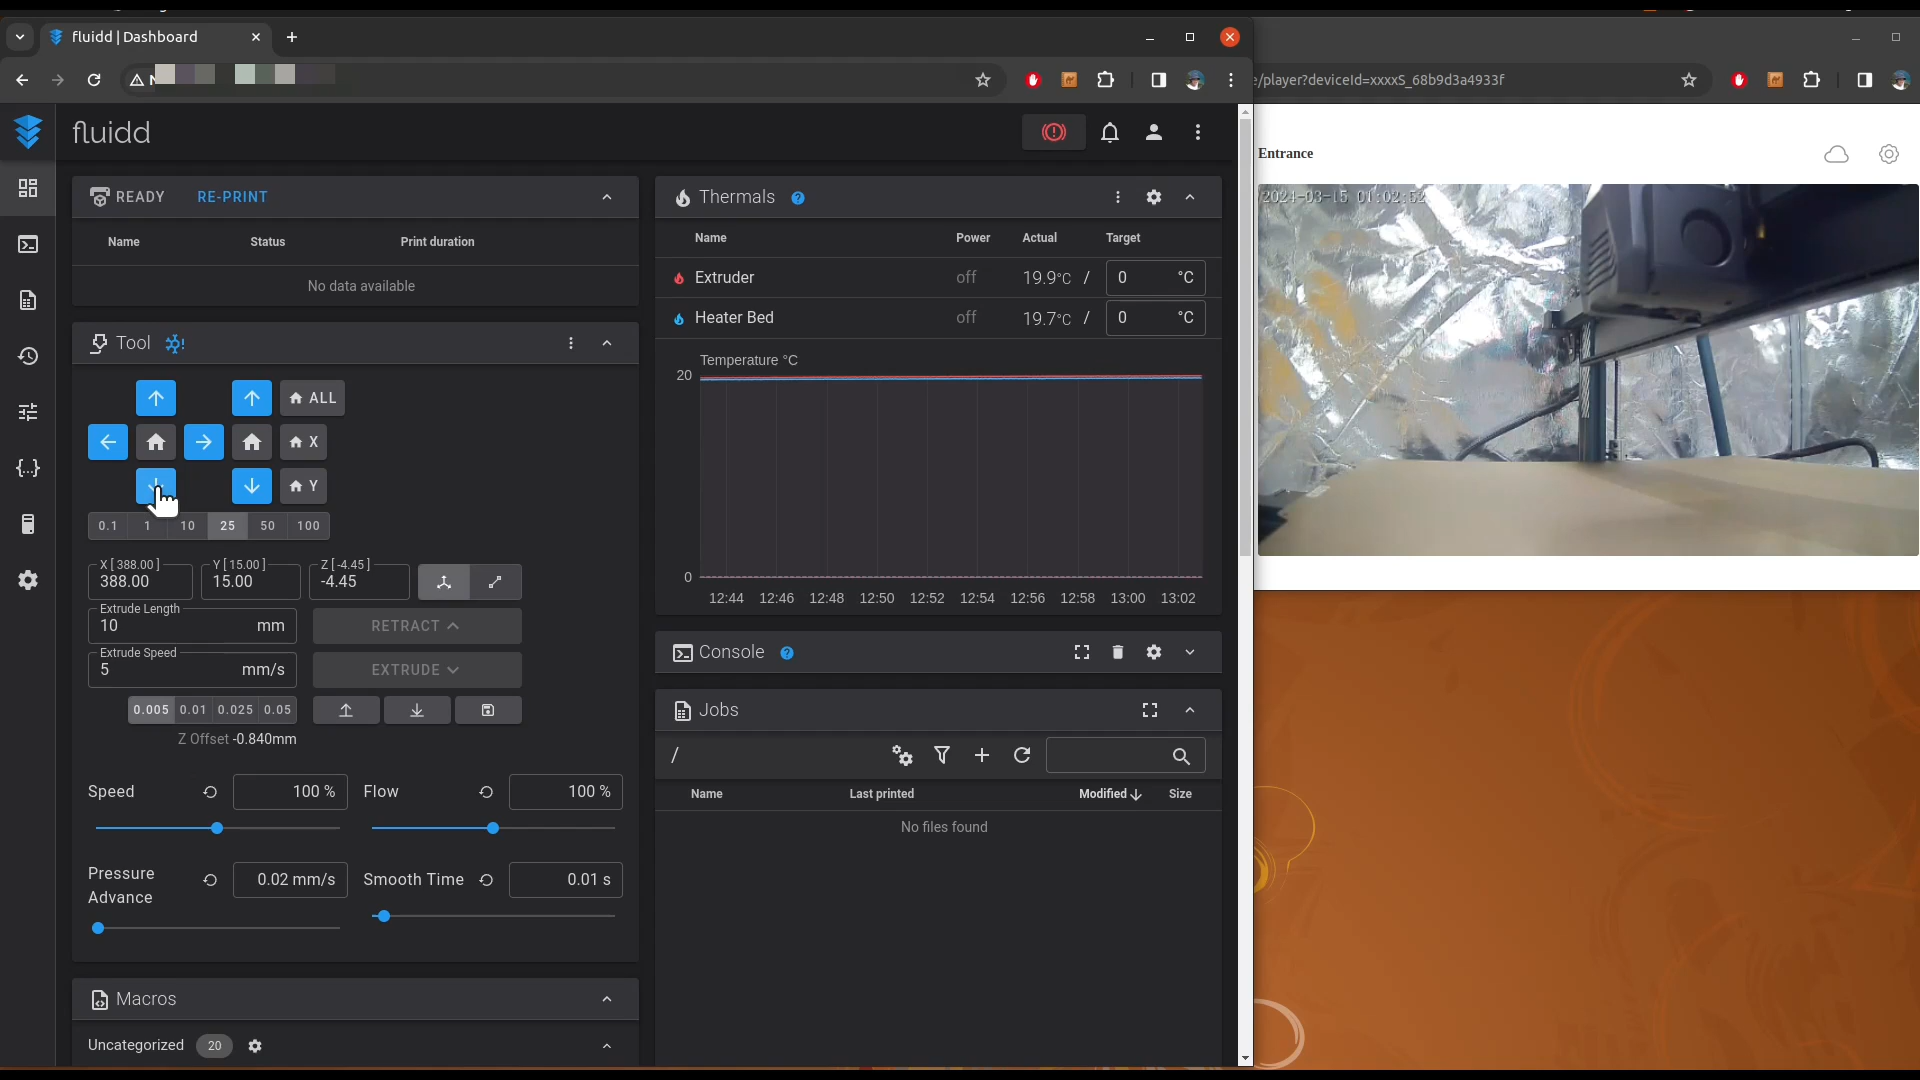 fluidd | Dashboard
e/player?deviceId=xxxxS_68b9d3a4933f
fluidd
Entrance
2024-03-15 01:02:52
READY RE-PRINT
Name Status Print duration
No data available
Tool
ALL
X
Y
0.1 1 10 25 50 100
X [ 388.00 ] Y [ 15.00 ] Z [ -4.45 ]
388.00 15.00 -4.45
Extrude Length
10 mm RETRACT
Extrude Speed
5 mm/s EXTRUDE
0.005 0.01 0.025 0.05
Z Offset -0.840mm
Speed 100 % Flow 100 %
Pressure Advance 0.02 mm/s Smooth Time 0.01 s
Macros
Uncategorized 20
Thermals
Name Power Actual Target
Extruder off 19.9°C / 0 °C
Heater Bed off 19.7°C / 0 °C
Temperature °C
20
0
12:44 12:46 12:48 12:50 12:52 12:54 12:56 12:58 13:00 13:02
Console
Jobs
/
Name Last printed Modified Size
No files found